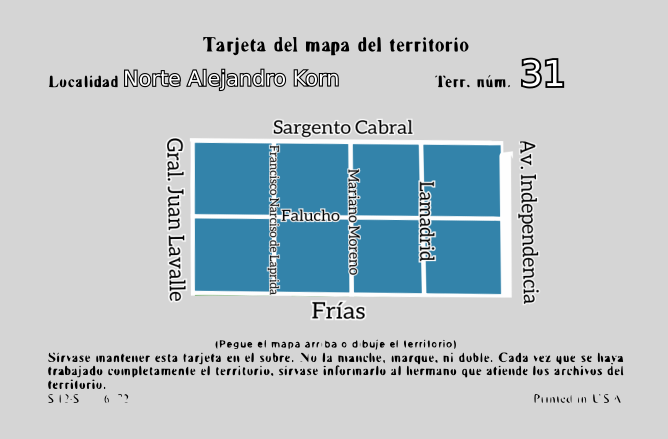 Tarjeta del mapa del territorio
Localidad Norte Alejandro Korn Terr. núm. 31
Sargento Cabral
Gral. Juan Lavalle
Francisco Narciso de Laprida
Mariano Moreno
Lamadrid
Av. Independencia
Falucho
Frías
(Pegue el mapa arriba o dibuje el territorio)
Sírvase mantener esta tarjeta en el sobre. No la manche, marque, ni doble. Cada vez que se haya
trabajado completamente el territorio, sírvase informarlo al hermano que atiende los archivos del
territorio.
S-12-S 6 72 Printed in U S A